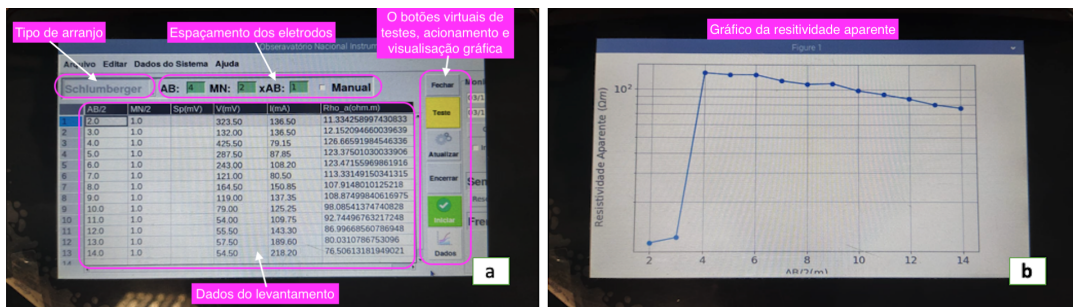 Tipo de arranjo
Espaçamento dos eletrodos
O botões virtuais de
testes, acionamento e
visualisação gráfica
Observatório Nacional Instrum
Arquivo Editar Dados do Sistema Ajuda
Schlumberger AB: 4 MN: 2 xAB: 1 Manual
AB/2 MN/2 Sp(mV) V(mV) I(mA) Rho_a(ohm.m)
1 2.0 1.0 323.50 136.50 11.334258997430833
2 3.0 1.0 132.00 136.50 12.152094660039639
3 4.0 1.0 425.50 79.15 126.66591984546336
4 5.0 1.0 287.50 87.85 123.37501030033906
5 6.0 1.0 243.00 108.20 123.47155969861916
6 7.0 1.0 121.00 80.50 113.33149150341315
7 8.0 1.0 164.50 150.85 107.9148010125218
8 9.0 1.0 119.00 137.35 108.87499840616975
9 10.0 1.0 79.00 125.25 98.08541374740828
10 11.0 1.0 54.00 109.75 92.74496763217248
11 12.0 1.0 55.50 143.30 86.99668560786948
12 13.0 1.0 57.50 189.60 80.0310786753096
13 14.0 1.0 54.50 218.20 76.50613181949021
Fechar
Teste
Atualizar
Encerrar
Iniciar
Dados
Dados do levantamento
a
Gráfico da resitividade aparente
Figure 1
Resistividade Aparente (Ωm)
10²
2 4 6 8 10 12 14
AB/2(m)
b